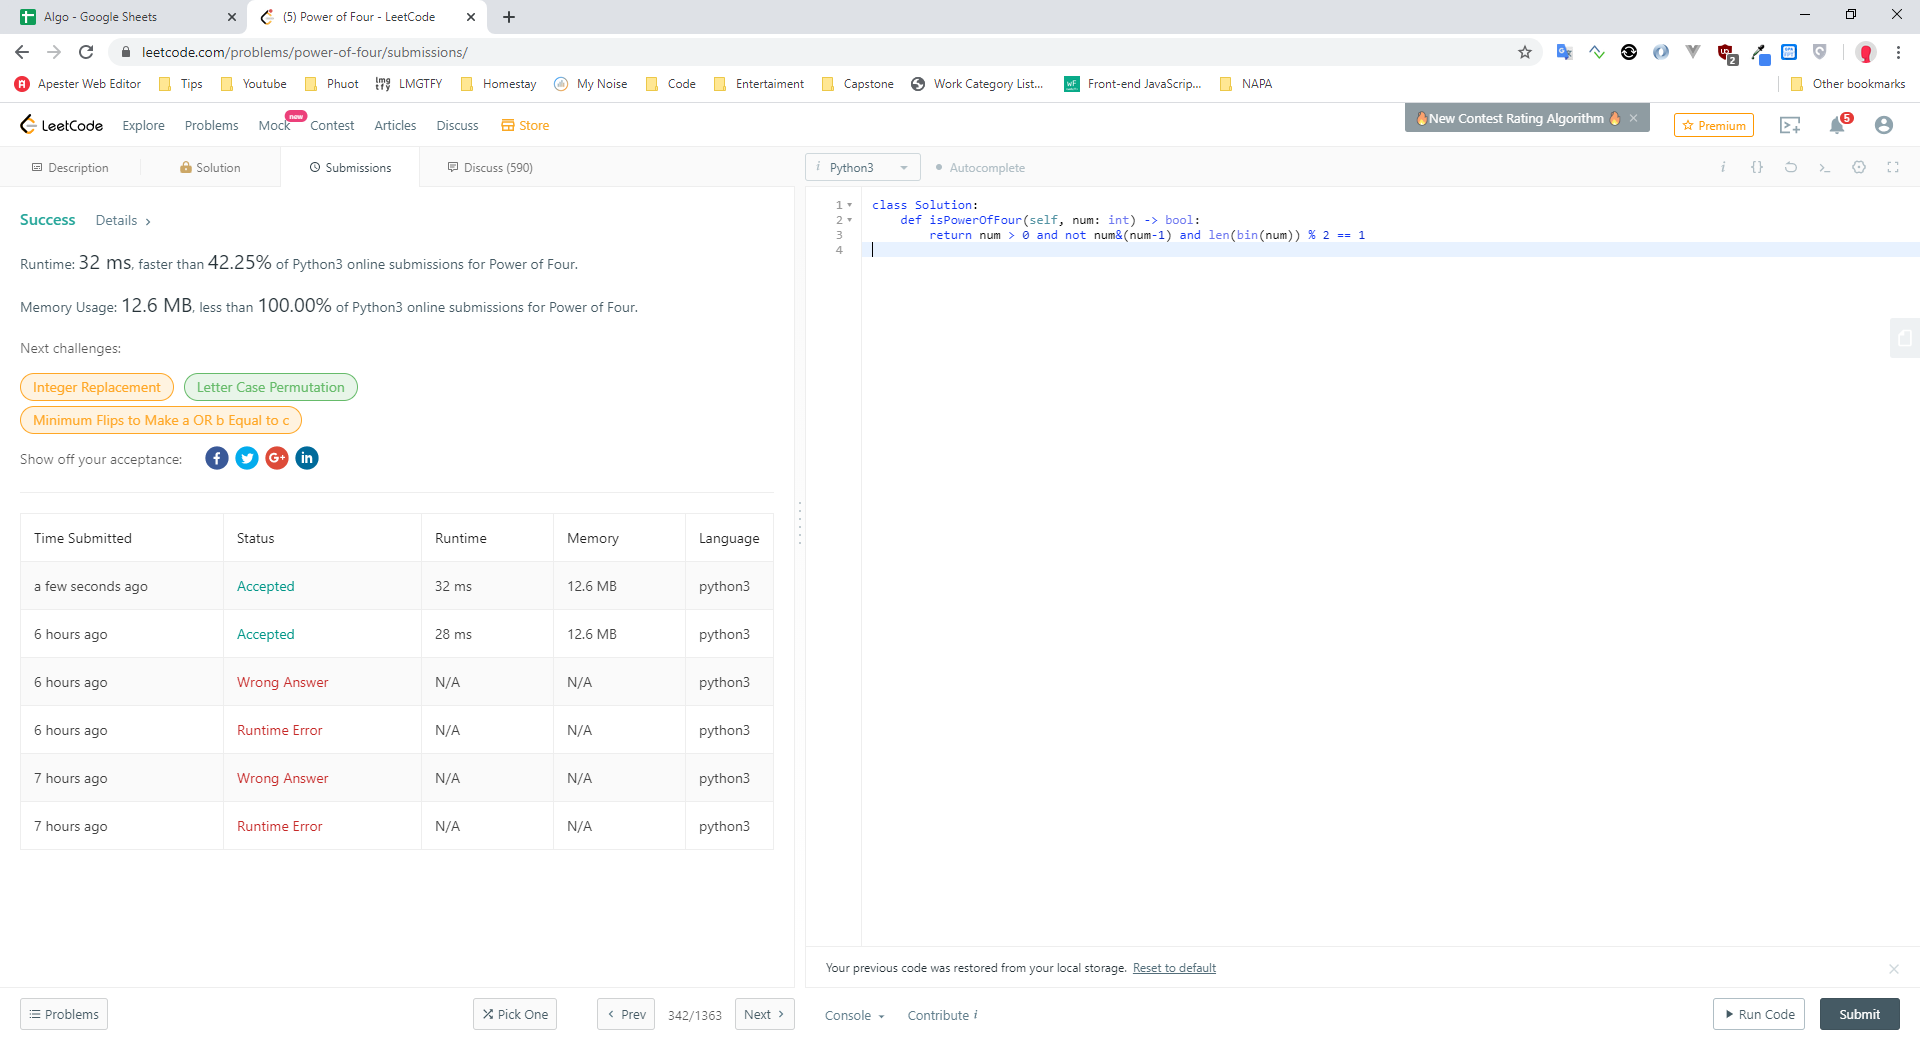 Algo - Google Sheets
(5) Power of Four - LeetCode
leetcode.com/problems/power-of-four/submissions/
2
Apester Web Editor
Tips
Youtube
Phuot
LMGTFY
Homestay
My Noise
Code
Entertaiment
Capstone
Work Category List...
Front-end JavaScrip...
NAPA
Other bookmarks
LeetCode
Explore
Problems
Mock
new
Contest
Articles
Discuss
Store
New Contest Rating Algorithm
Premium
5
Description
Solution
Submissions
Discuss (590)
i Python3
Autocomplete
i {}
Success Details
Runtime: 32 ms, faster than 42.25% of Python3 online submissions for Power of Four.
Memory Usage: 12.6 MB, less than 100.00% of Python3 online submissions for Power of Four.
Next challenges:
Integer Replacement
Letter Case Permutation
Minimum Flips to Make a OR b Equal to c
Show off your acceptance:
Time Submitted Status Runtime Memory Language
a few seconds ago Accepted 32 ms 12.6 MB python3
6 hours ago Accepted 28 ms 12.6 MB python3
6 hours ago Wrong Answer N/A N/A python3
6 hours ago Runtime Error N/A N/A python3
7 hours ago Wrong Answer N/A N/A python3
7 hours ago Runtime Error N/A N/A python3
1 class Solution:
2 def isPowerOfFour(self, num: int) -> bool:
3 return num > 0 and not num&(num-1) and len(bin(num)) % 2 == 1
4
Your previous code was restored from your local storage. Reset to default
Problems
Pick One
Prev
342/1363
Next
Console
Contribute i
Run Code
Submit